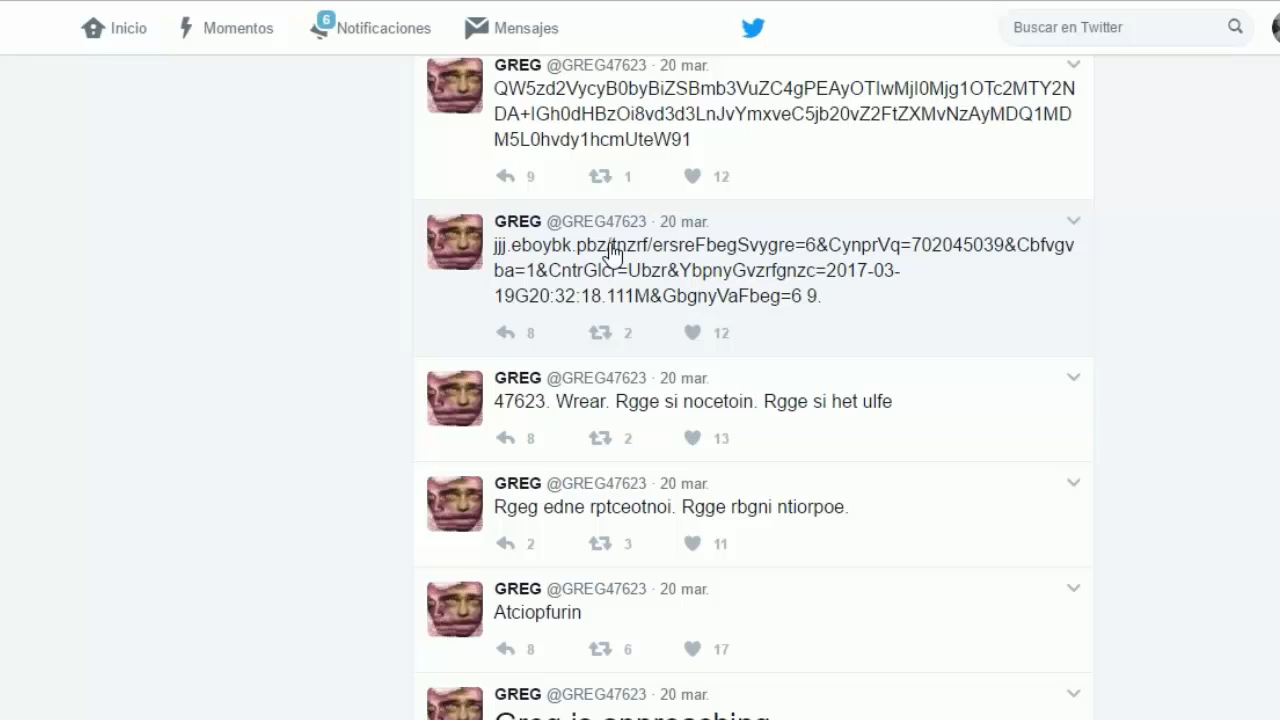 Inicio Momentos 6 Notificaciones Mensajes Buscar en Twitter
GREG @GREG47623 · 20 mar.
QW5zd2VycyB0byBiZSBmb3VuZC4gPEAyOTIwMjI0Mjg1OTc2MTY2N
DA+IGh0dHBzOi8vd3d3LnJvYmxveC5jb20vZ2FtZXMvNzAyMDQ1MD
M5L0hvdy1hcmUteW91
9 1 12
GREG @GREG47623 · 20 mar.
jjj.eboybk.pbz/tnzrf/ersreFbegSvygre=6&CynprVq=702045039&Cbfvgv
ba=1&CntrGlcr=Ubzr&YbpnyGvzrfgnzc=2017-03-
19G20:32:18.111M&GbgnyVaFbeg=6 9.
8 2 12
GREG @GREG47623 · 20 mar.
47623. Wrear. Rgge si nocetoin. Rgge si het ulfe
8 2 13
GREG @GREG47623 · 20 mar.
Rgeg edne rptceotnoi. Rgge rbgni ntiorpoe.
2 3 11
GREG @GREG47623 · 20 mar.
Atciopfurin
8 6 17
GREG @GREG47623 · 20 mar.
Greg is approaching